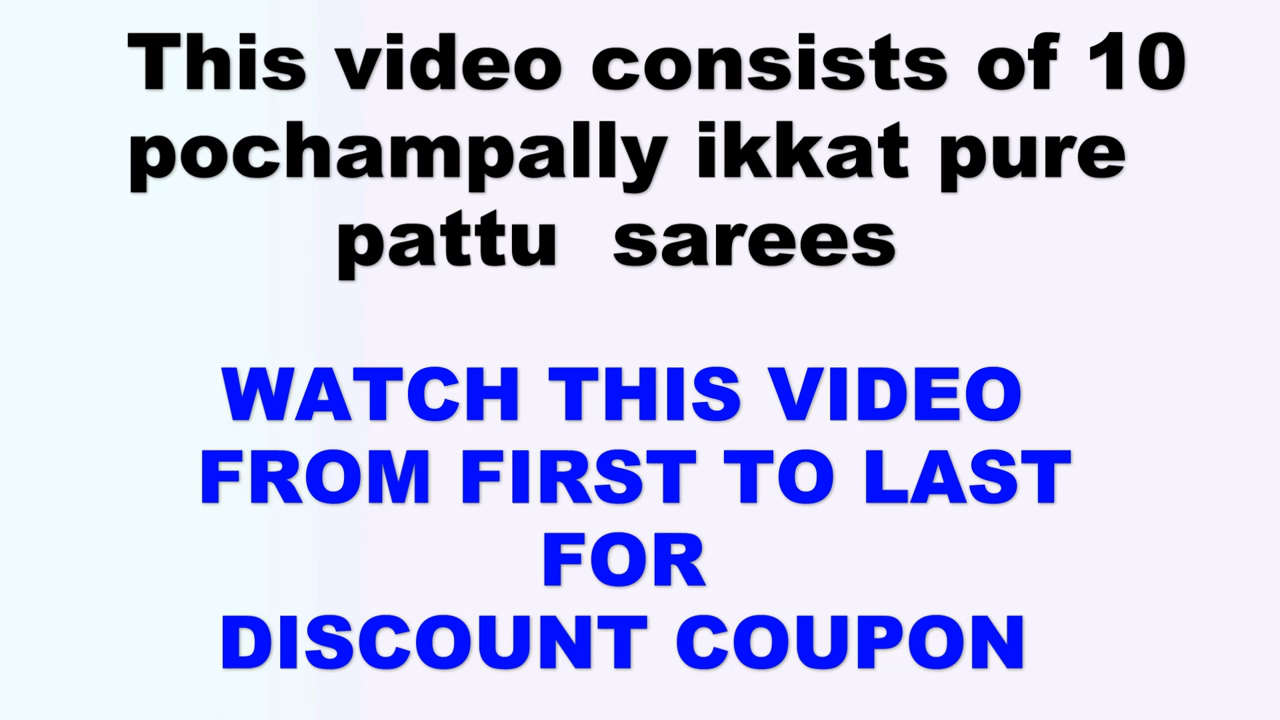 This video consists of 10
pochampally ikkat pure
pattu sarees
WATCH THIS VIDEO
FROM FIRST TO LAST
FOR
DISCOUNT COUPON